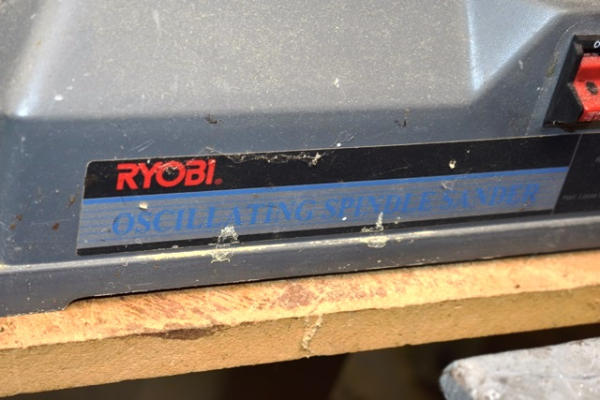 RYOBI
OSCILLATING SPINDLE SANDER